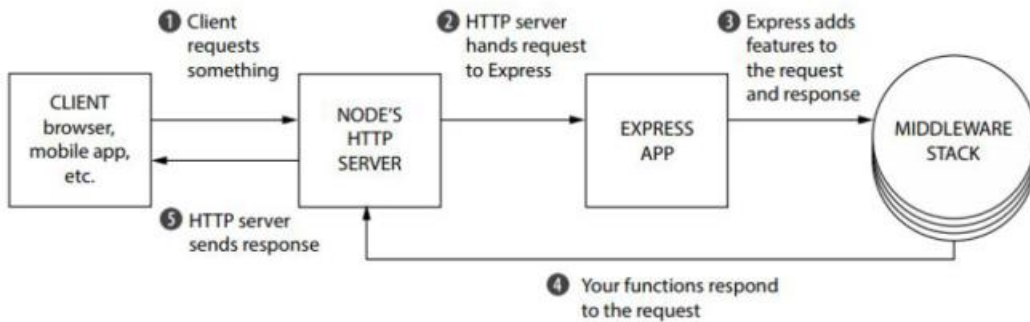 1 Client
requests
something
2 HTTP server
hands request
to Express
3 Express adds
features to
the request
and response
CLIENT
browser,
mobile app,
etc.
NODE'S
HTTP
SERVER
EXPRESS
APP
MIDDLEWARE
STACK
5 HTTP server
sends response
4 Your functions respond
to the request